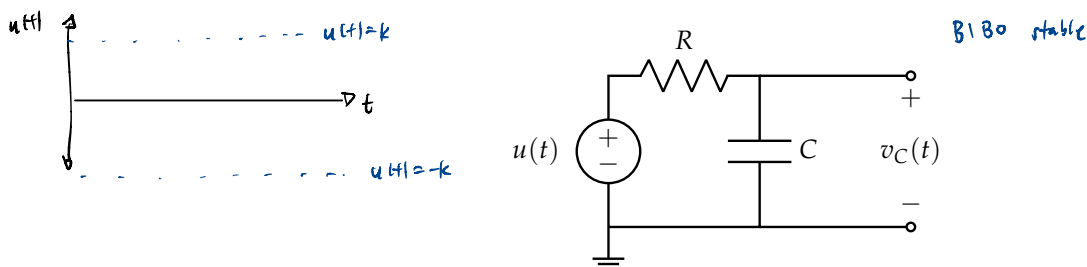 u(t)
u(t)=k
t
u(t)=-k
R
u(t)
+
−
C
+
v_C(t)
−
BIBO stable